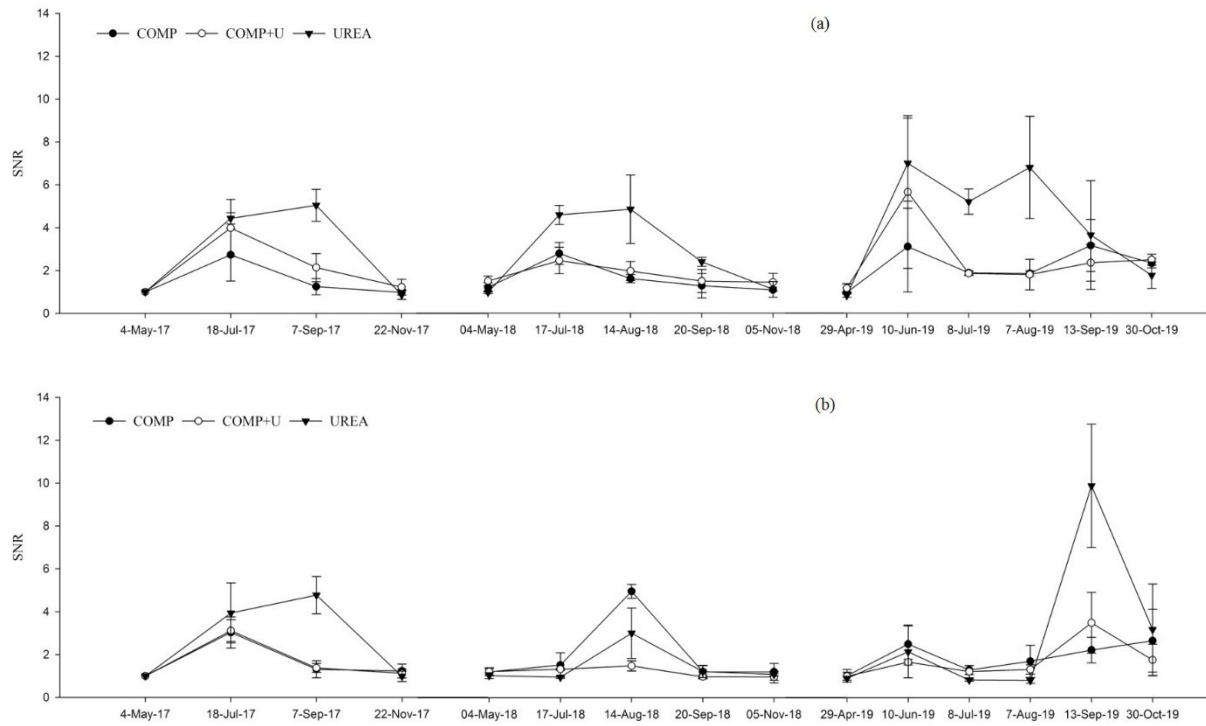 14
(a)
COMP COMP+U UREA
12
10
8
SNR
6
4
2
0
4-May-17 18-Jul-17 7-Sep-17 22-Nov-17 04-May-18 17-Jul-18 14-Aug-18 20-Sep-18 05-Nov-18 29-Apr-19 10-Jun-19 8-Jul-19 7-Aug-19 13-Sep-19 30-Oct-19
14
(b)
COMP COMP+U UREA
12
10
8
SNR
6
4
2
0
4-May-17 18-Jul-17 7-Sep-17 22-Nov-17 04-May-18 17-Jul-18 14-Aug-18 20-Sep-18 05-Nov-18 29-Apr-19 10-Jun-19 8-Jul-19 7-Aug-19 13-Sep-19 30-Oct-19